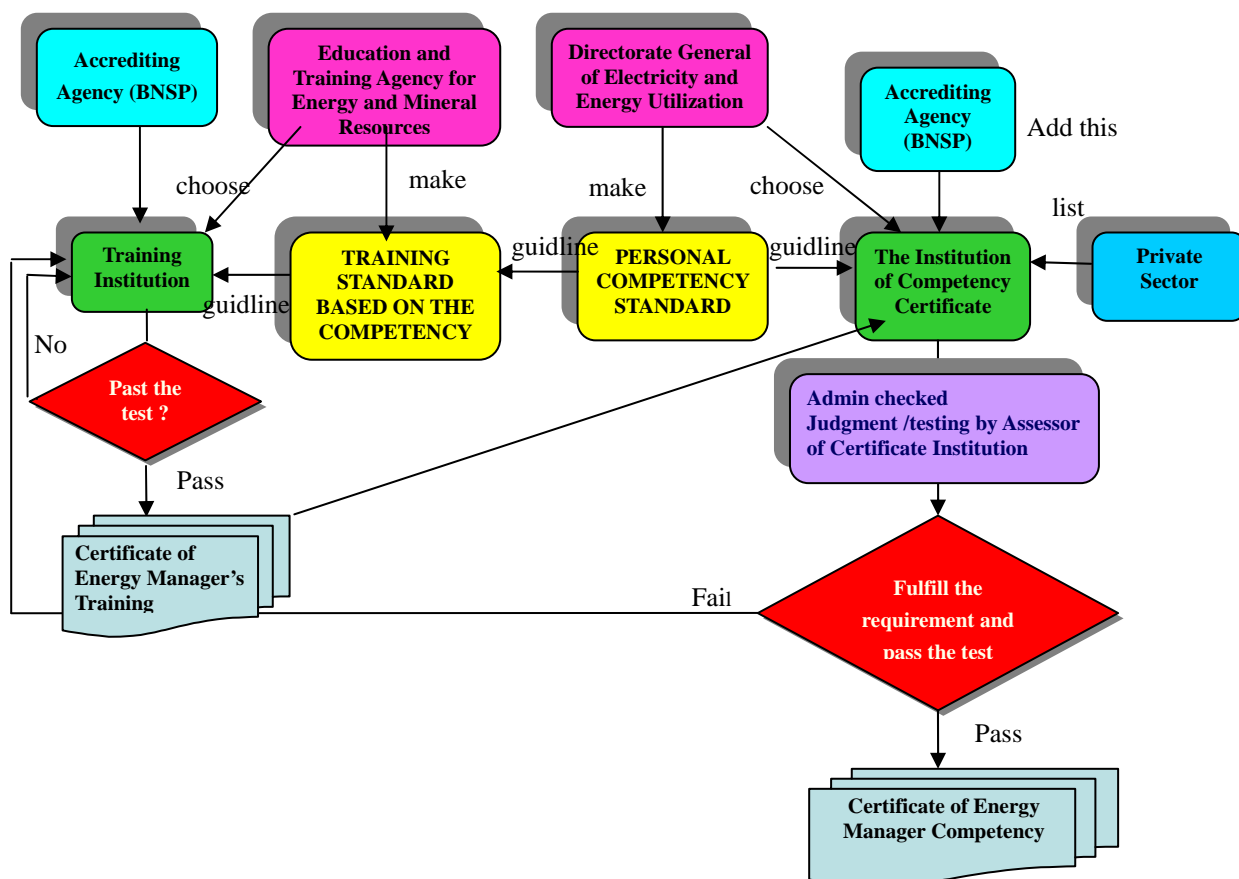 Accrediting
Agency (BNSP)
Education and
Training Agency for
Energy and Mineral
Resources
Directorate General
of Electricity and
Energy Utilization
Accrediting
Agency
(BNSP)
Add this
choose
make
make
choose
list
Training
Institution
guidline
TRAINING
STANDARD
BASED ON THE
COMPETENCY
guidline
PERSONAL
COMPETENCY
STANDARD
guidline
The Institution
of Competency
Certificate
Private
Sector
No
Past the
test ?
Admin checked
Judgment /testing by Assessor
of Certificate Institution
Pass
Certificate of
Energy Manager’s
Training
Fail
Fulfill the
requirement and
pass the test
Pass
Certificate of Energy
Manager Competency